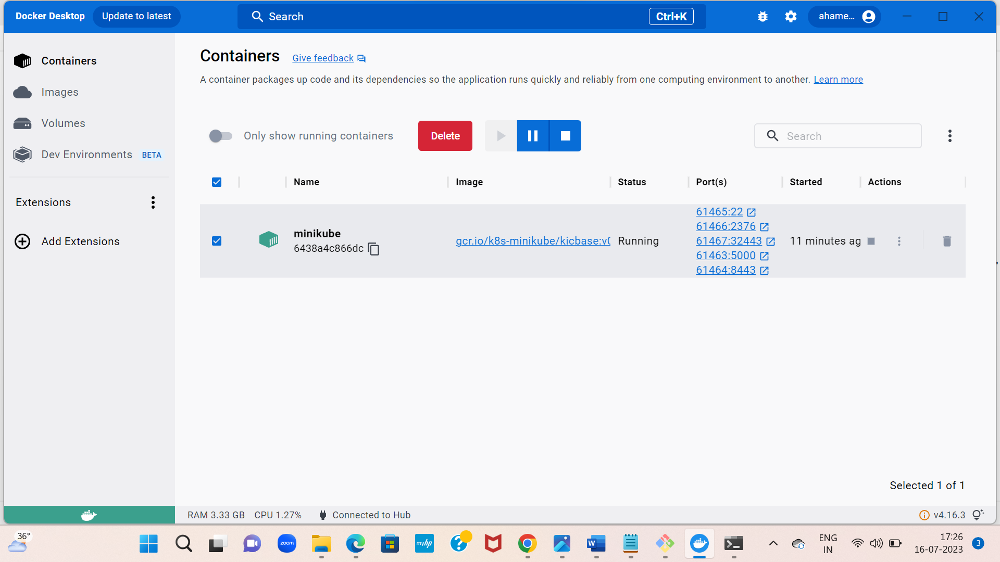 Docker Desktop
Update to latest
Search
Ctrl+K
ahame...
Containers
Images
Volumes
Dev Environments BETA
Extensions
Add Extensions
Containers Give feedback
A container packages up code and its dependencies so the application runs quickly and reliably from one computing environment to another. Learn more
Only show running containers
Delete
Search
Name Image Status Port(s) Started Actions
minikube
6438a4c866dc
gcr.io/k8s-minikube/kicbase:v0
Running
61465:22
61466:2376
61467:32443
61463:5000
61464:8443
11 minutes ag
Selected 1 of 1
RAM 3.33 GB CPU 1.27% Connected to Hub
v4.16.3
36°
zoom
myhp
W
ENG
IN
17:26
16-07-2023
3